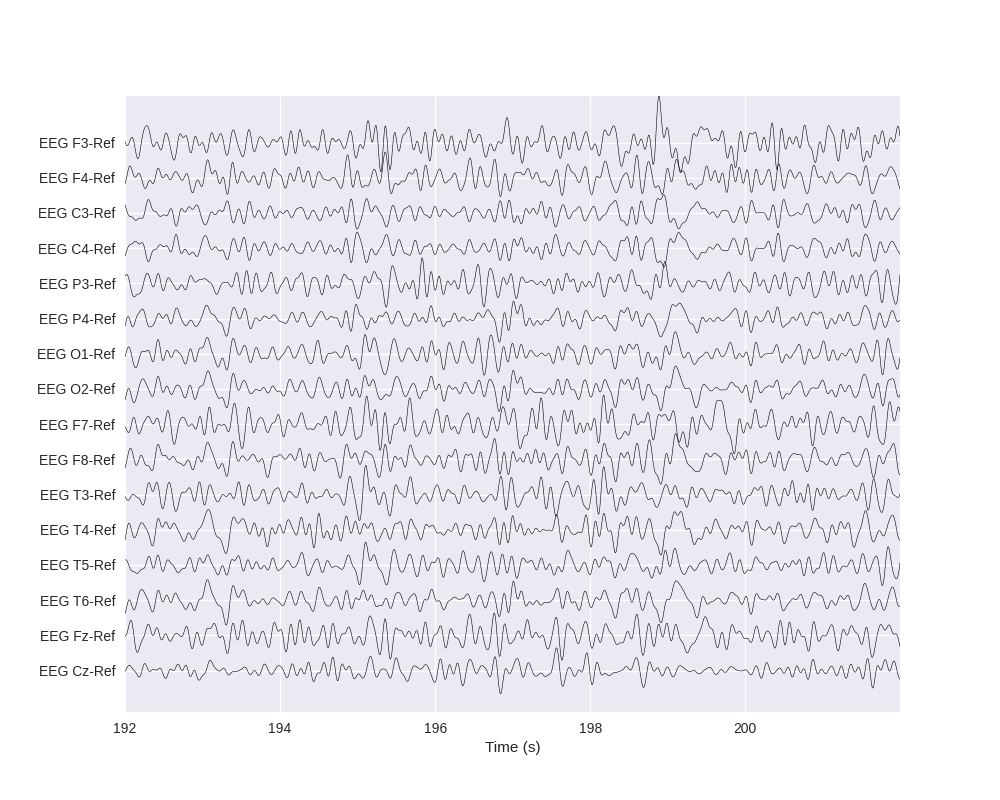 EEG F3-Ref
EEG F4-Ref
EEG C3-Ref
EEG C4-Ref
EEG P3-Ref
EEG P4-Ref
EEG O1-Ref
EEG O2-Ref
EEG F7-Ref
EEG F8-Ref
EEG T3-Ref
EEG T4-Ref
EEG T5-Ref
EEG T6-Ref
EEG Fz-Ref
EEG Cz-Ref
192 194 196 198 200
Time (s)